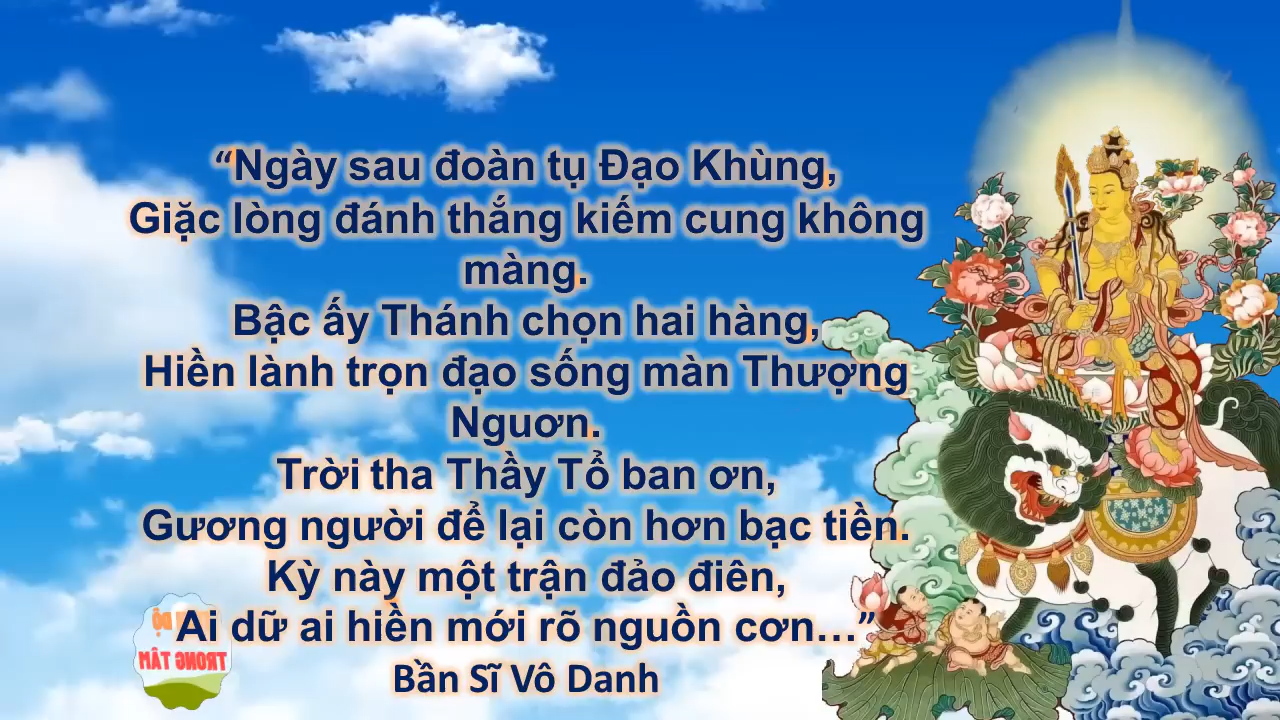 “Ngày sau đoàn tụ Đạo Khùng,
Giặc lòng đánh thắng kiếm cung không
màng.
Bậc ấy Thánh chọn hai hàng,
Hiền lành trọn đạo sống màn Thượng
Nguơn.
Trời tha Thầy Tổ ban ơn,
Gương người để lại còn hơn bạc tiền.
Kỳ này một trận đảo điên,
Ai dữ ai hiền mới rõ nguồn cơn…”
TRONG TÂM
Bần Sĩ Vô Danh